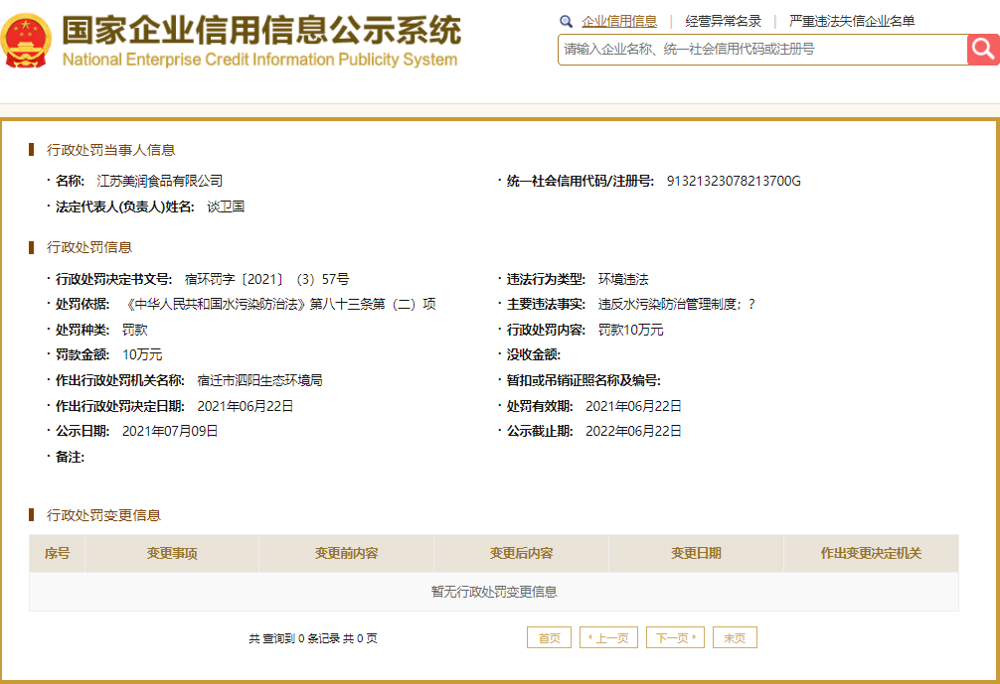 国家企业信用信息公示系统
National Enterprise Credit Information Publicity System
企业信用信息 | 经营异常名录 | 严重违法失信企业名单
请输入企业名称、统一社会信用代码或注册号
行政处罚当事人信息
· 名称: 江苏美润食品有限公司
· 统一社会信用代码/注册号: 91321323078213700G
· 法定代表人(负责人)姓名: 谈卫国
行政处罚信息
· 行政处罚决定书文号: 宿环罚字〔2021〕（3）57号
· 违法行为类型: 环境违法
· 处罚依据: 《中华人民共和国水污染防治法》第八十三条第（二）项
· 主要违法事实: 违反水污染防治管理制度；?
· 处罚种类: 罚款
· 行政处罚内容: 罚款10万元
· 罚款金额: 10万元
· 没收金额:
· 作出行政处罚机关名称: 宿迁市泗阳生态环境局
· 暂扣或吊销证照名称及编号:
· 作出行政处罚决定日期: 2021年06月22日
· 处罚有效期: 2021年06月22日
· 公示日期: 2021年07月09日
· 公示截止期: 2022年06月22日
· 备注:
行政处罚变更信息
序号 变更事项 变更前内容 变更后内容 变更日期 作出变更决定机关
暂无行政处罚变更信息
共 查询到 0 条记录 共 0 页
首页 上一页 下一页 末页